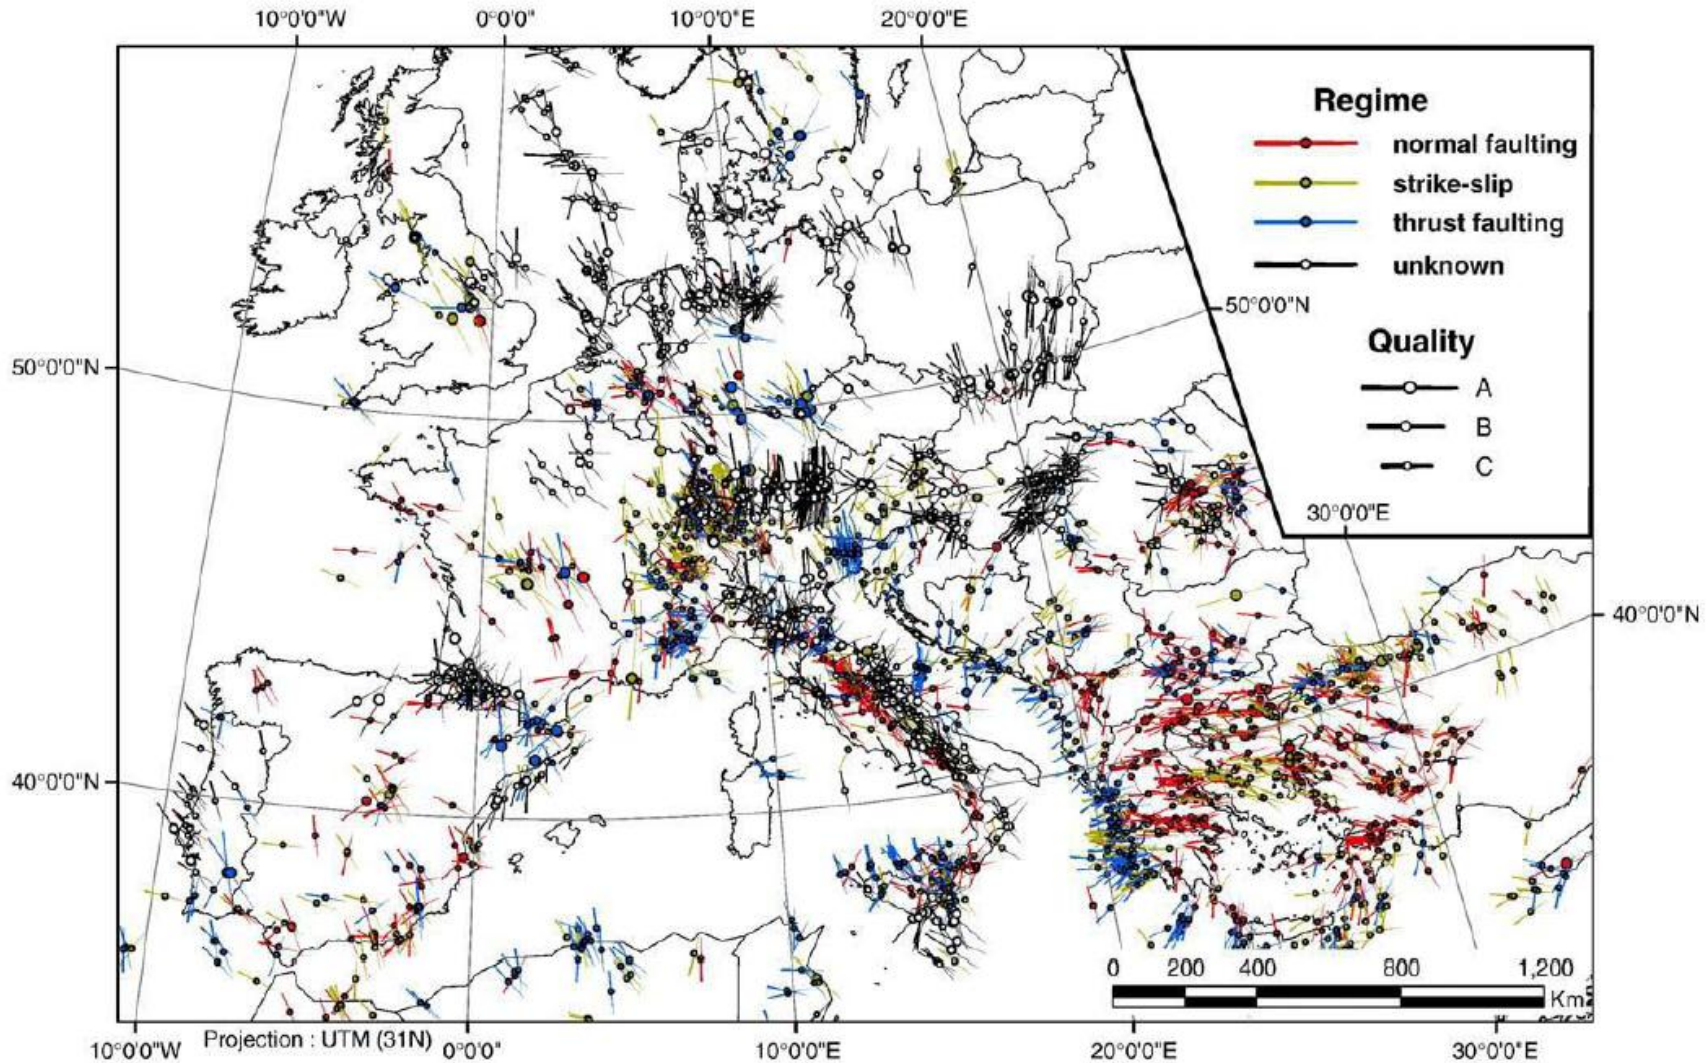 10°0'0"W 0°0'0" 10°0'0"E 20°0'0"E
Regime
normal faulting
strike-slip
thrust faulting
unknown
50°0'0"N
Quality
A
B
C
30°0'0"E
50°0'0"N
40°0'0"N
40°0'0"N
0 200 400 800 1,200
Km
Projection : UTM (31N)
10°0'0"W 0°0'0" 10°0'0"E 20°0'0"E 30°0'0"E